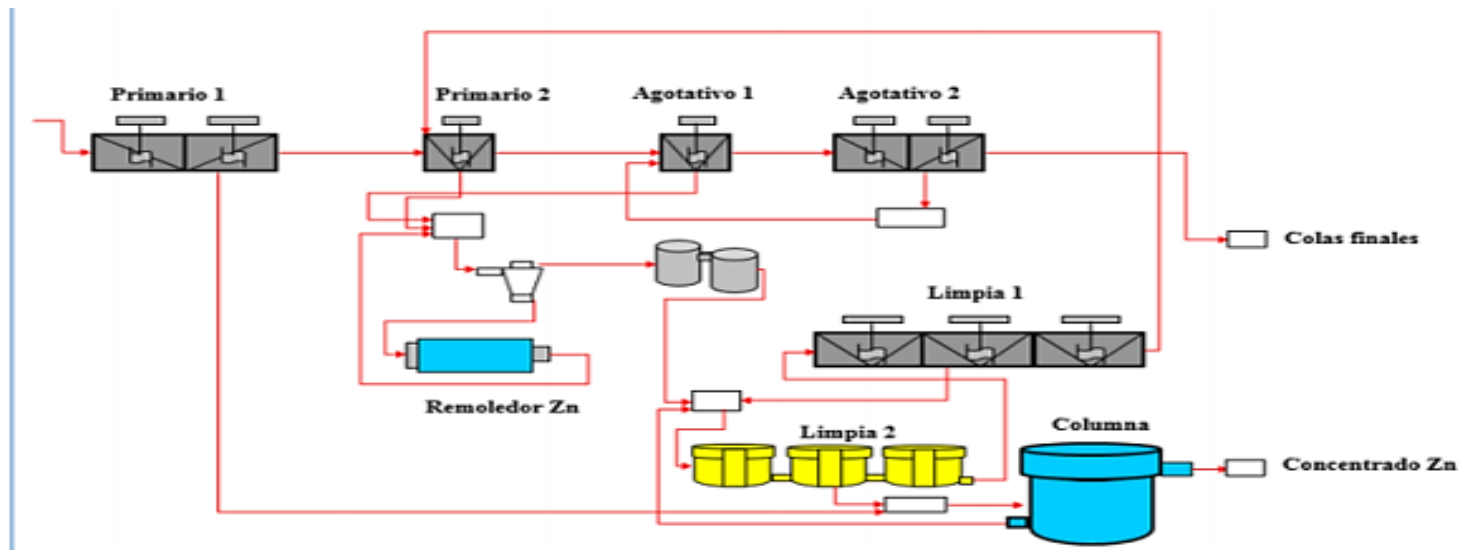 Primario 1
Primario 2
Agotativo 1
Agotativo 2
Colas finales
Limpia 1
Remoledor Zn
Limpia 2
Columna
Concentrado Zn